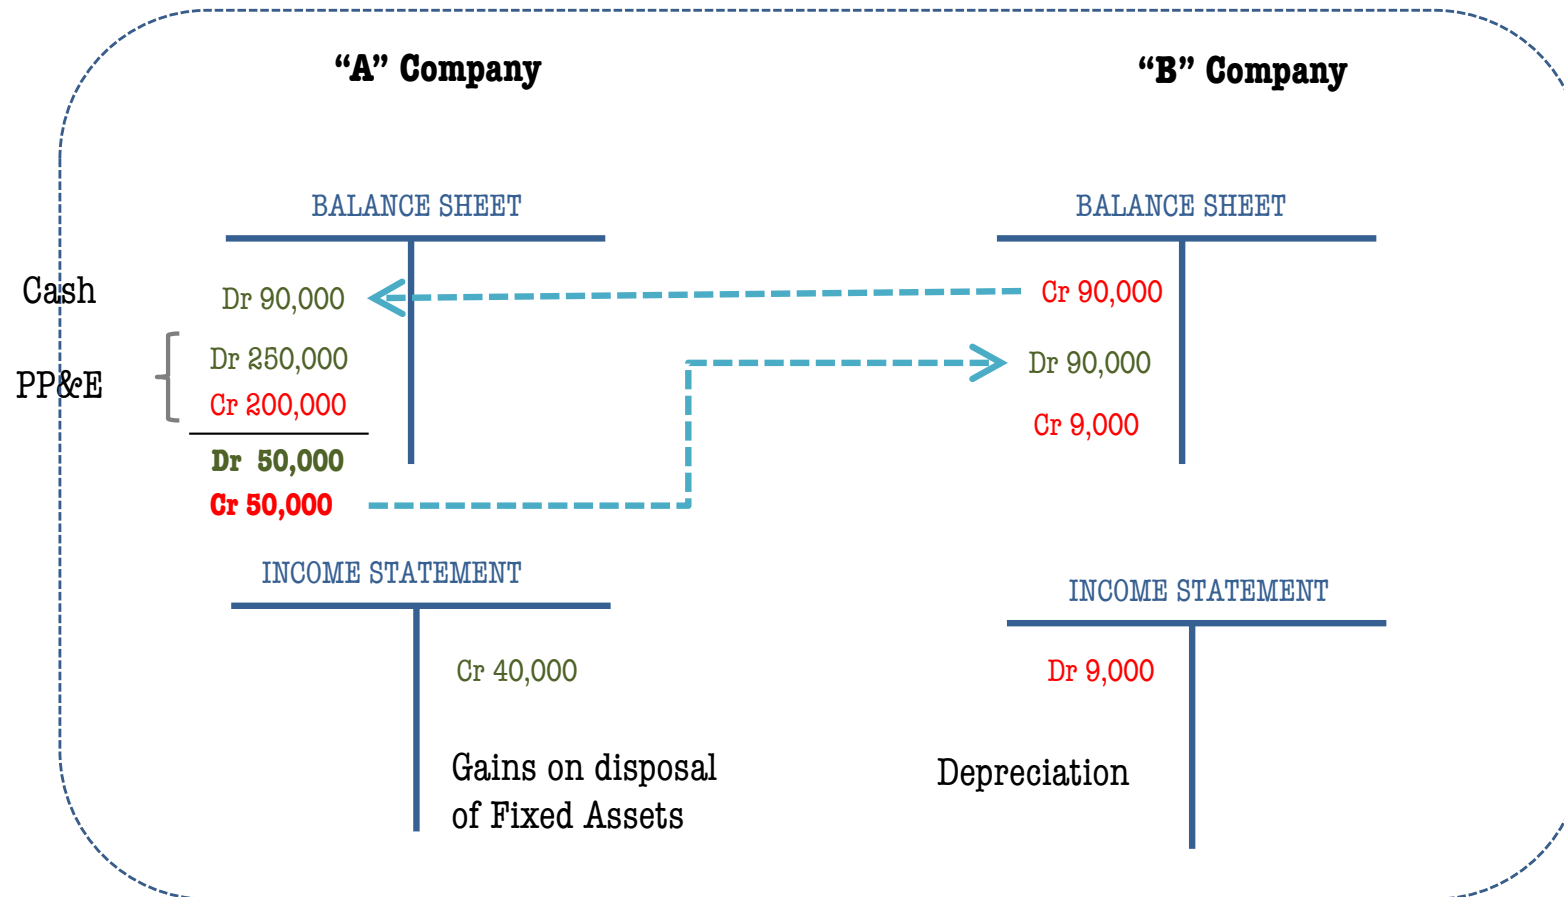 “A” Company
“B” Company
BALANCE SHEET
BALANCE SHEET
Cash
Dr 90,000
Cr 90,000
PP&E
Dr 250,000
Dr 90,000
Cr 200,000
Cr 9,000
Dr 50,000
Cr 50,000
INCOME STATEMENT
INCOME STATEMENT
Cr 40,000
Dr 9,000
Gains on disposal
of Fixed Assets
Depreciation